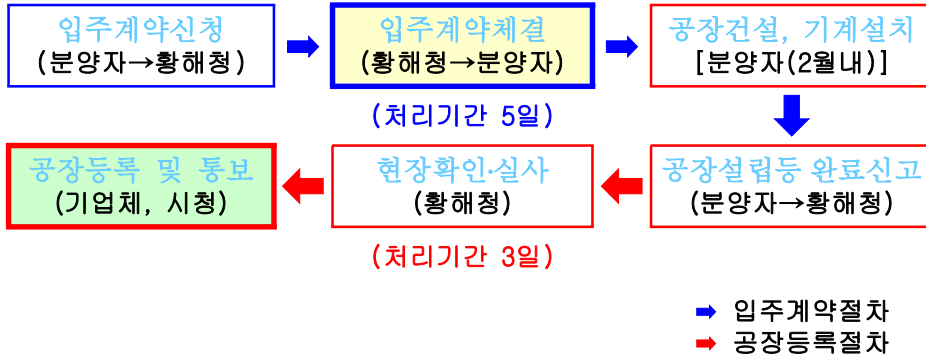 입주계약신청
(분양자→황해청)
입주계약체결
(황해청→분양자)
(처리기간 5일)
공장건설, 기계설치
[분양자(2월내)]
공장설립등 완료신고
(분양자→황해청)
현장확인·실사
(황해청)
(처리기간 3일)
공장등록 및 통보
(기업체, 시청)
입주계약절차
공장등록절차